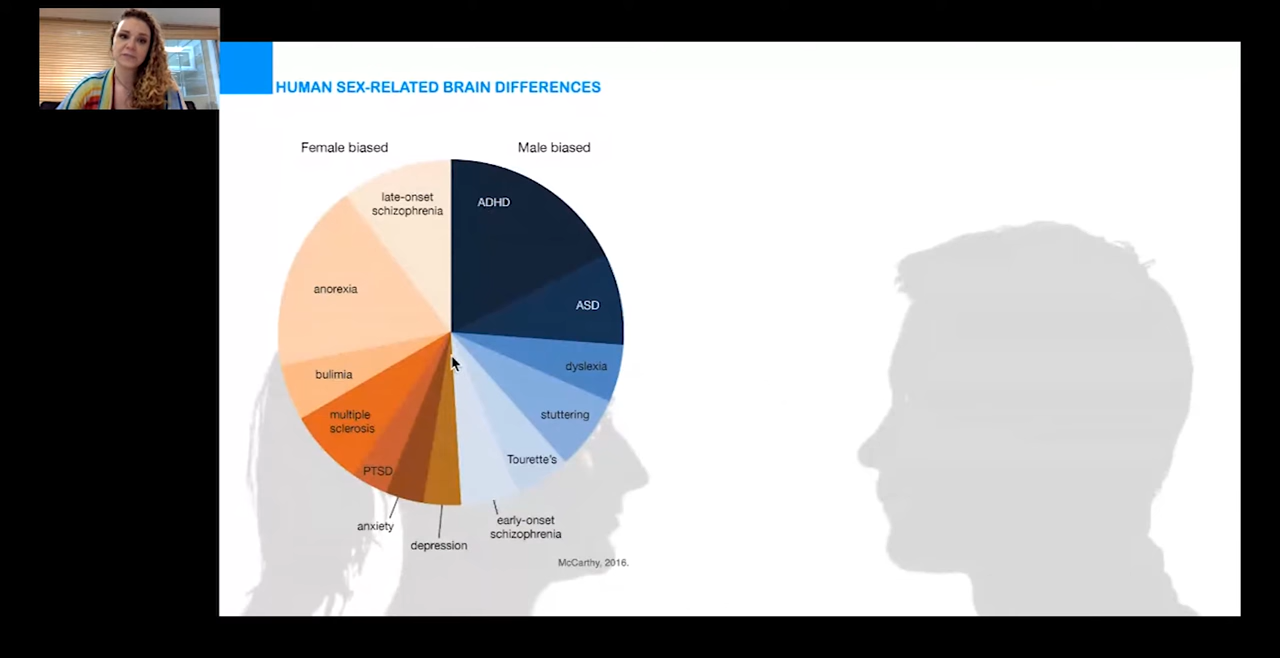 HUMAN SEX-RELATED BRAIN DIFFERENCES
Female biased
Male biased
late-onset
schizophrenia
ADHD
anorexia
ASD
bulimia
dyslexia
multiple
sclerosis
stuttering
PTSD
Tourette's
anxiety
early-onset
schizophrenia
depression
McCarthy, 2016.